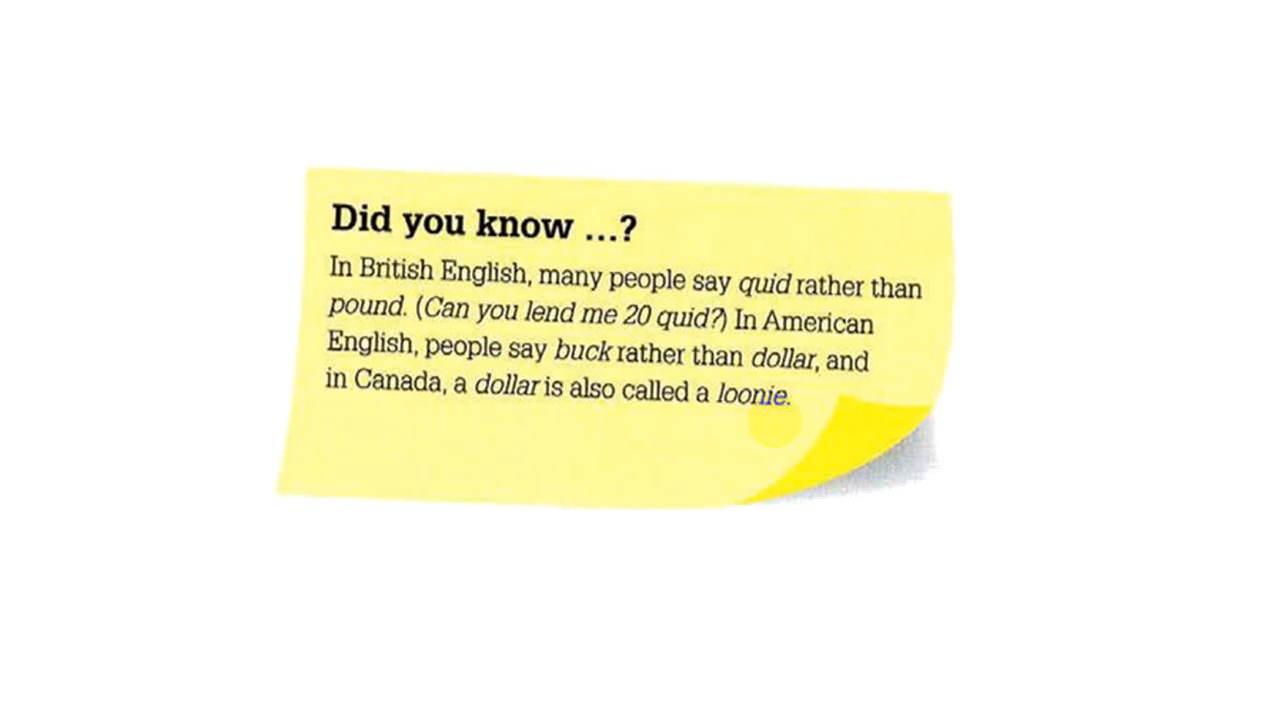 Did you know ...?
In British English, many people say quid rather than
pound. (Can you lend me 20 quid?) In American
English, people say buck rather than dollar, and
in Canada, a dollar is also called a loonie.